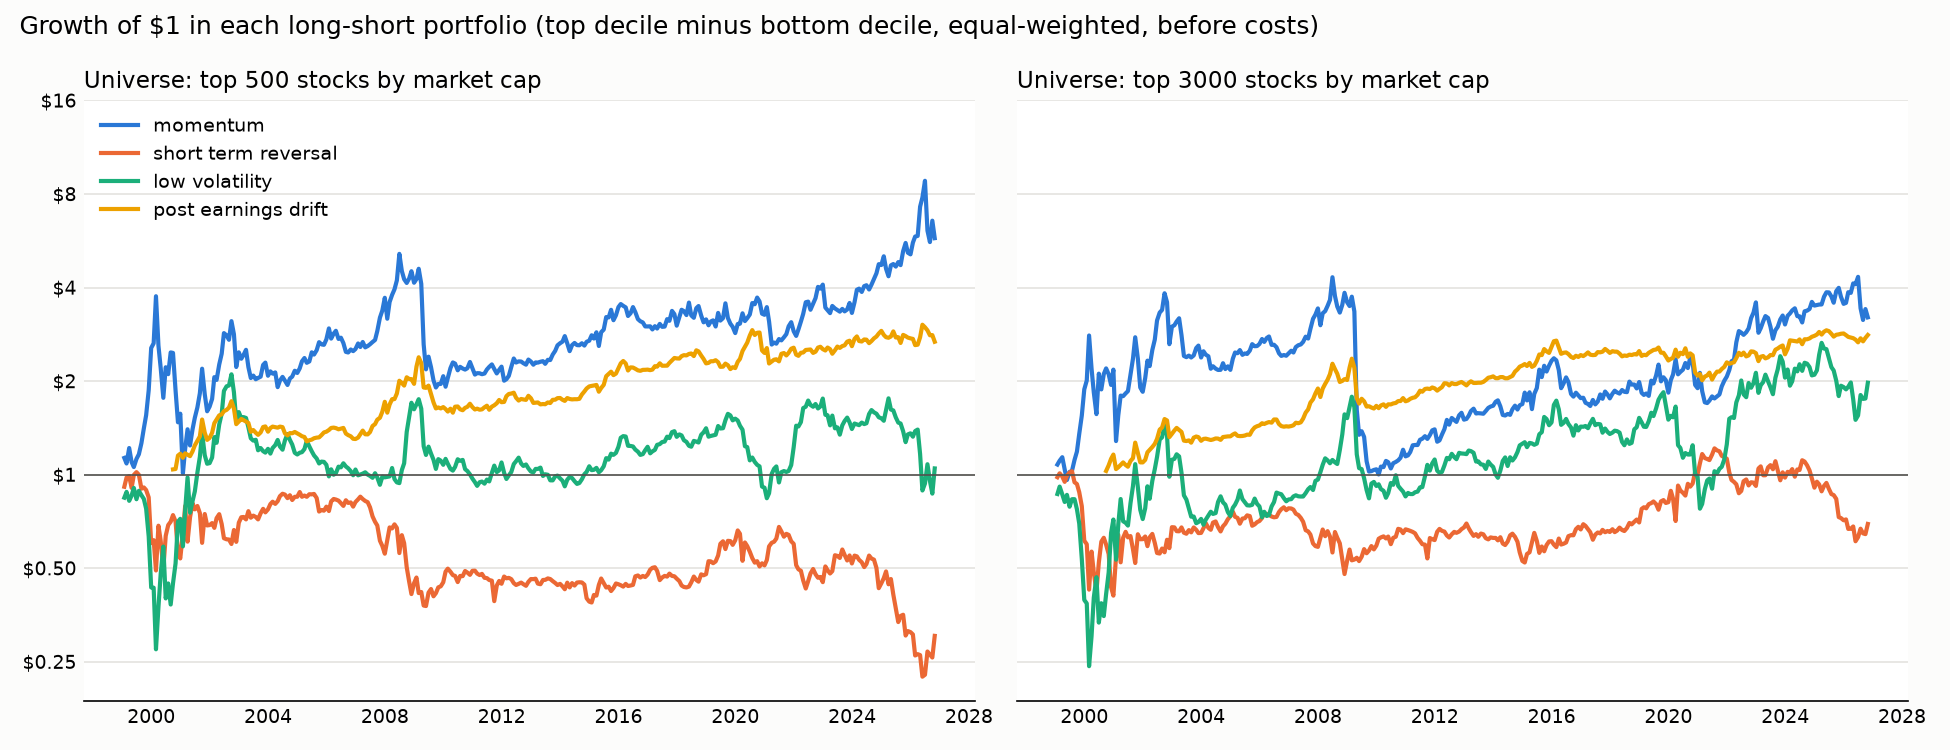 Growth of $1 in each long-short portfolio (top decile minus bottom decile, equal-weighted, before costs)
Universe: top 500 stocks by market cap
Universe: top 3000 stocks by market cap
$16
$8
$4
$2
$1
$0.50
$0.25
momentum
short term reversal
low volatility
post earnings drift
2000 2004 2008 2012 2016 2020 2024 2028
2000 2004 2008 2012 2016 2020 2024 2028